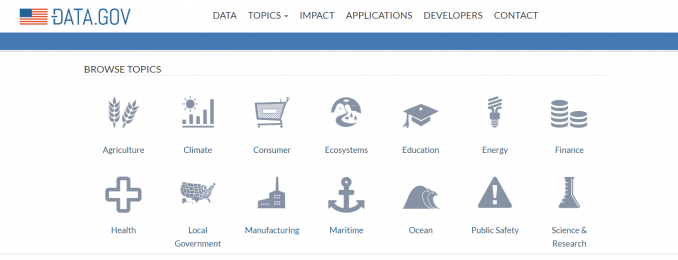 DATA.GOV
DATA TOPICS IMPACT APPLICATIONS DEVELOPERS CONTACT
BROWSE TOPICS
Agriculture Climate Consumer Ecosystems Education Energy Finance
Health Local Manufacturing Maritime Ocean Public Safety Science &
Government Research